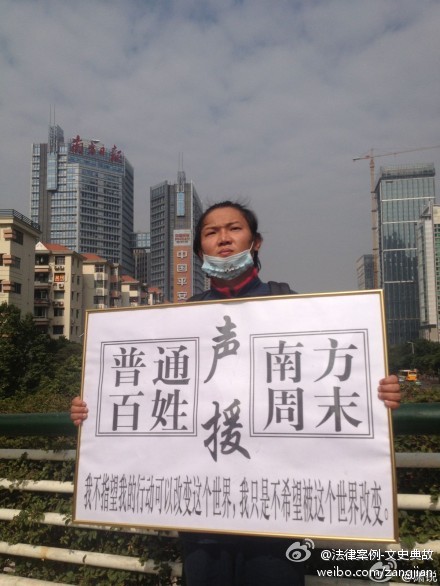 南方日报
中国平安
普通百姓
声援
南方周末
我不指望我的行动可以改变这个世界，我只是不希望被这个世界改变。
@法律案例-文史典故
weibo.com/zangjian